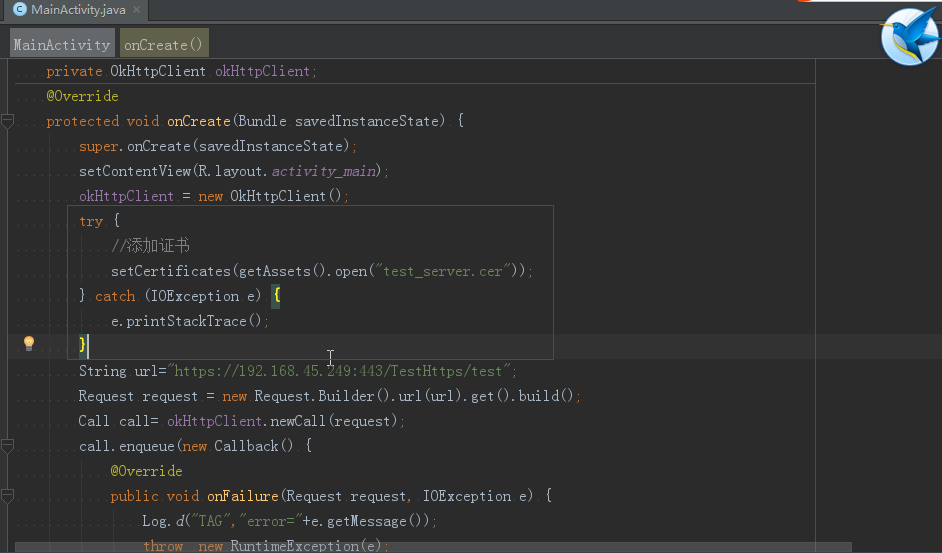 MainActivity.java
MainActivity onCreate()
private OkHttpClient okHttpClient;
@Override
protected void onCreate(Bundle savedInstanceState) {
super.onCreate(savedInstanceState);
setContentView(R.layout.activity_main);
okHttpClient = new OkHttpClient();
try {
//添加证书
setCertificates(getAssets().open("test_server.cer"));
} catch (IOException e) {
e.printStackTrace();
}
String url="https://192.168.45.249:443/TestHttps/test";
Request request = new Request.Builder().url(url).get().build();
Call call= okHttpClient.newCall(request);
call.enqueue(new Callback() {
@Override
public void onFailure(Request request, IOException e) {
Log.d("TAG","error="+e.getMessage());
throw new RuntimeException(e);